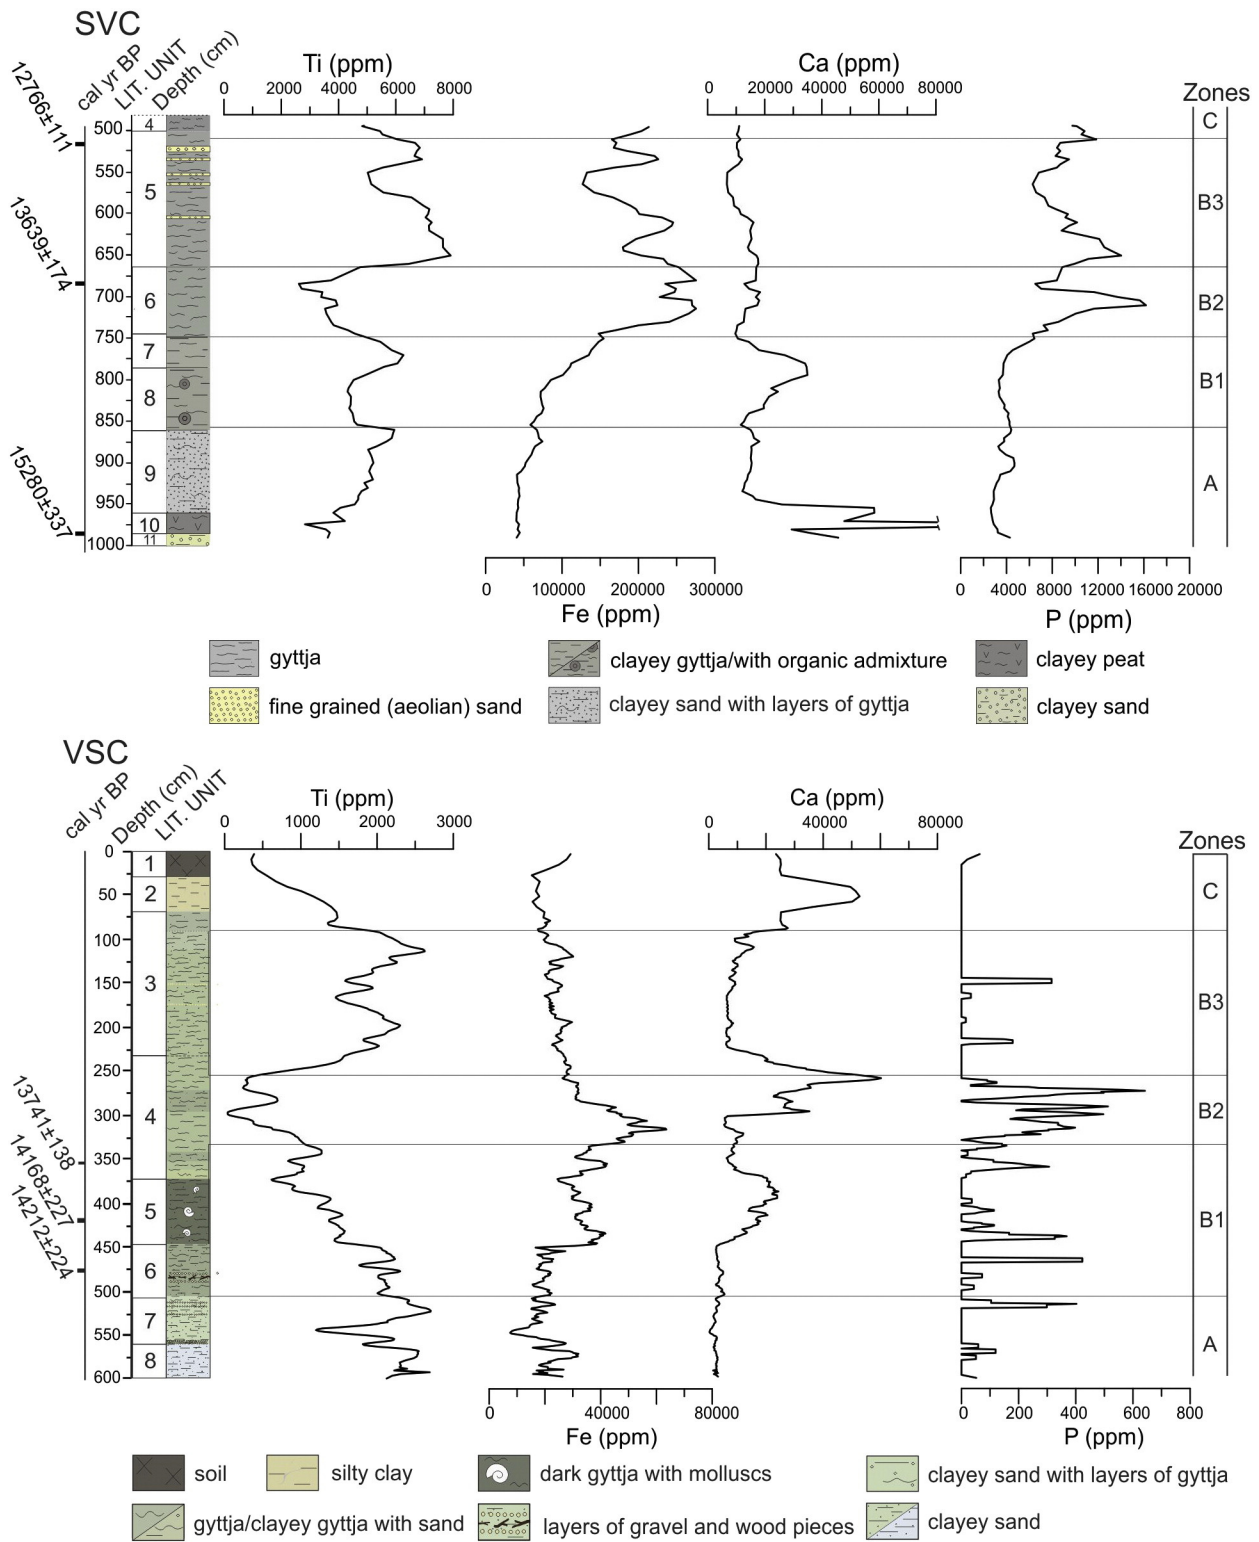 SVC
cal yr BP
LIT. UNIT
Depth (cm)
Ti (ppm)
Ca (ppm)
0 2000 4000 6000 8000
0 20000 40000 60000 80000
Zones
12766±111
13639±174
15280±337
500
550
600
650
700
750
800
850
900
950
1000
4
5
6
7
8
9
10
11
C
B3
B2
B1
A
0 100000 200000 300000
Fe (ppm)
0 4000 8000 12000 16000 20000
P (ppm)
gyttja
clayey gyttja/with organic admixture
clayey peat
fine grained (aeolian) sand
clayey sand with layers of gyttja
clayey sand
VSC
cal yr BP
Depth (cm)
LIT. UNIT
Ti (ppm)
Ca (ppm)
0 1000 2000 3000
0 40000 80000
Zones
13741±138
14168±227
14212±224
0
50
100
150
200
250
300
350
400
450
500
550
600
1
2
3
4
5
6
7
8
C
B3
B2
B1
A
0 40000 80000
Fe (ppm)
0 200 400 600 800
P (ppm)
soil
silty clay
dark gyttja with molluscs
clayey sand with layers of gyttja
gyttja/clayey gyttja with sand
layers of gravel and wood pieces
clayey sand